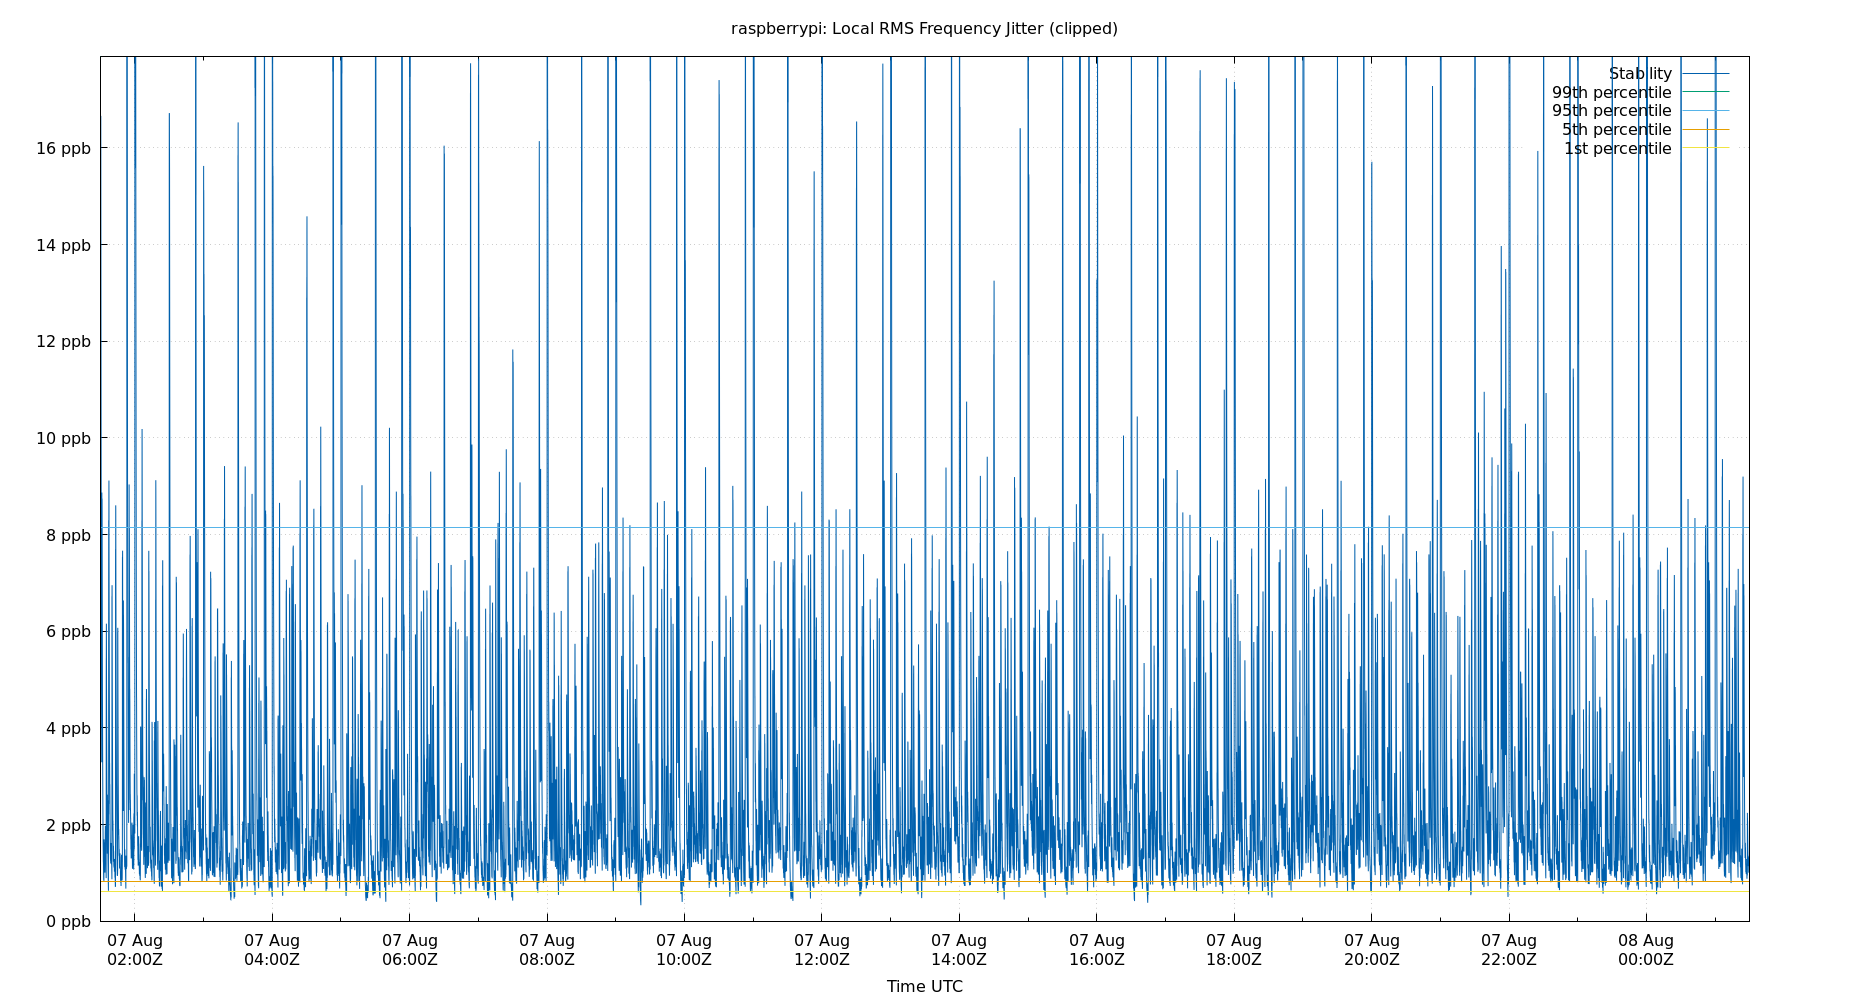 raspberrypi: Local RMS Frequency Jitter (clipped)
Stability
99th percentile
95th percentile
5th percentile
1st percentile
16 ppb
14 ppb
12 ppb
10 ppb
8 ppb
6 ppb
4 ppb
2 ppb
0 ppb
07 Aug 07 Aug 07 Aug 07 Aug 07 Aug 07 Aug 07 Aug 07 Aug 07 Aug 07 Aug 07 Aug 08 Aug
02:00Z 04:00Z 06:00Z 08:00Z 10:00Z 12:00Z 14:00Z 16:00Z 18:00Z 20:00Z 22:00Z 00:00Z
Time UTC